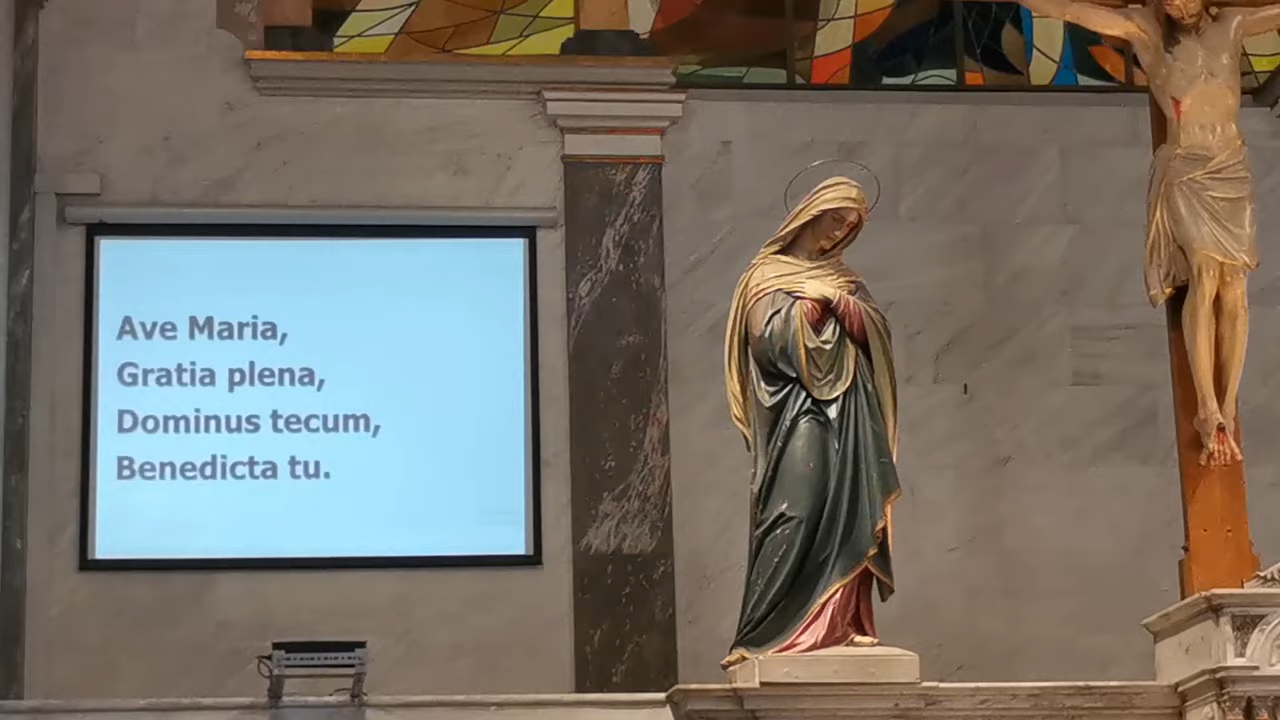 Ave Maria,
Gratia plena,
Dominus tecum,
Benedicta tu.